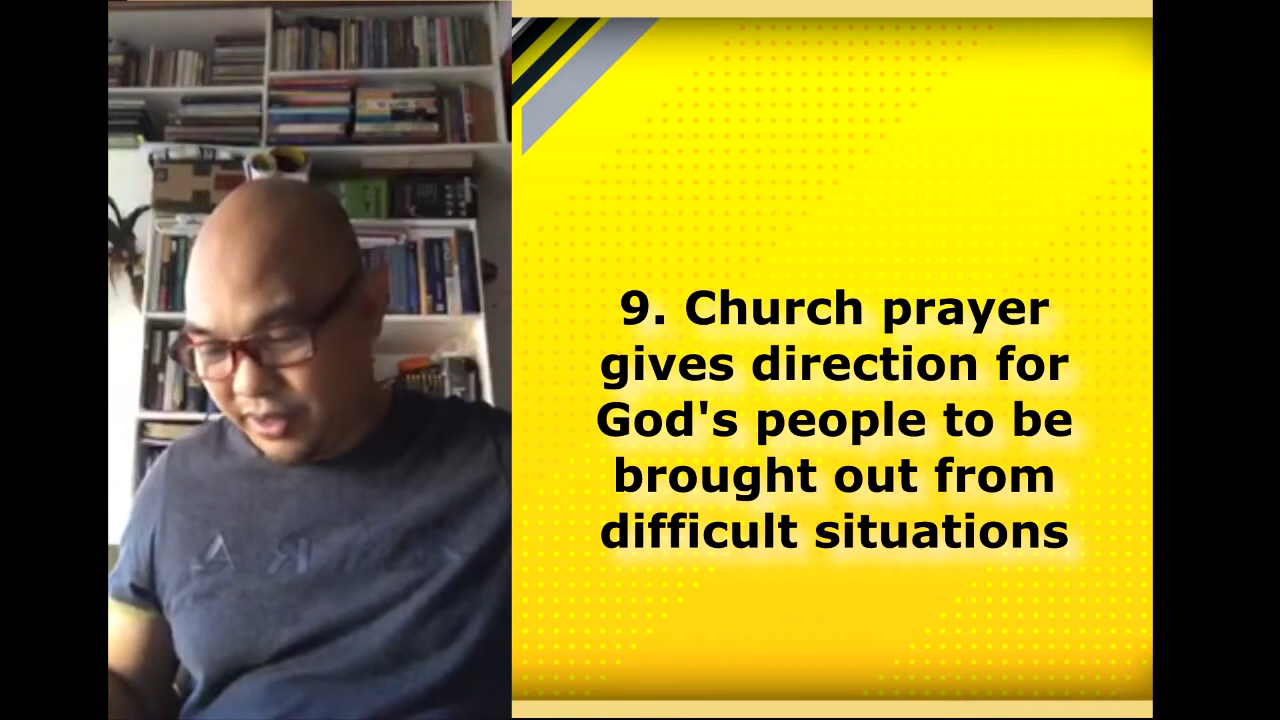 9. Church prayer
gives direction for
God's people to be
brought out from
difficult situations